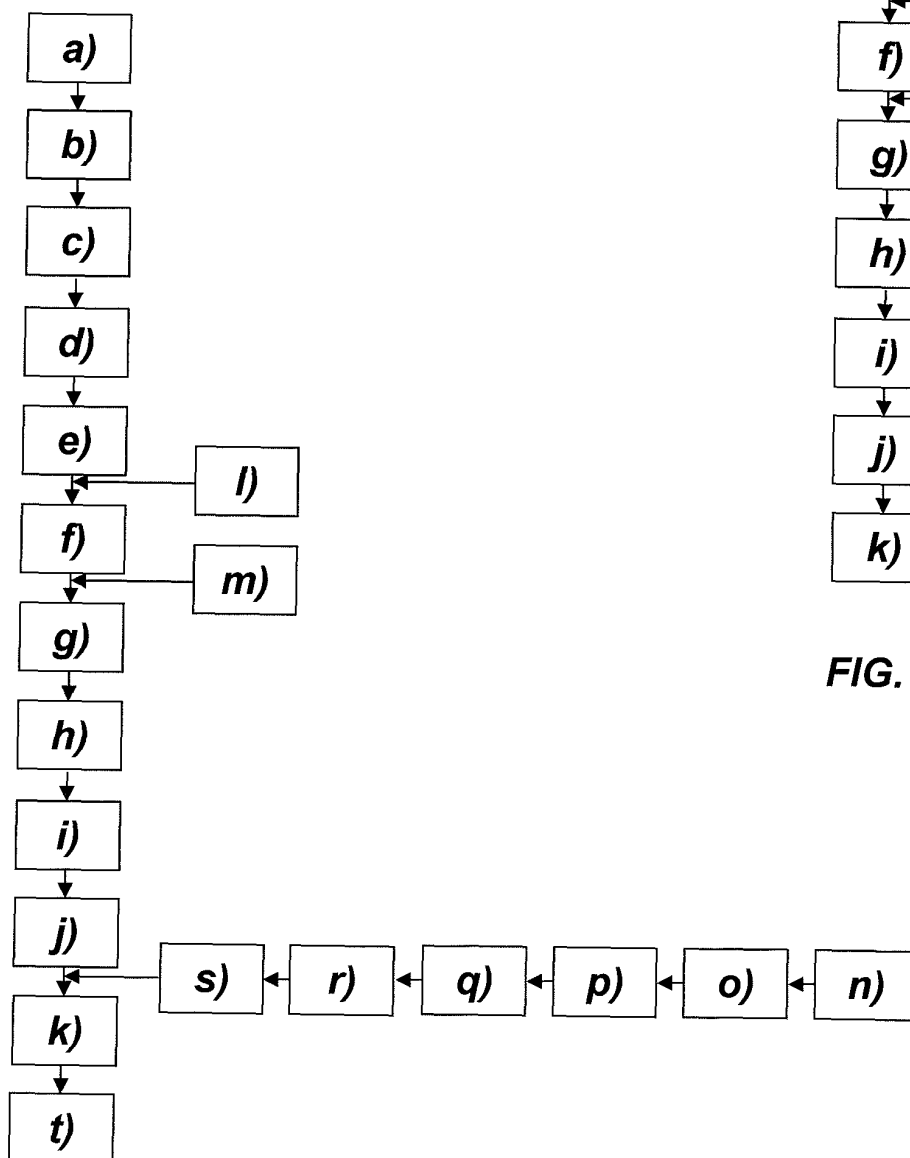 a)
b)
c)
d)
e)
l)
f)
m)
g)
h)
i)
j)
s) r) q) p) o) n)
k)
t)
f)
g)
h)
i)
j)
k)
FIG.